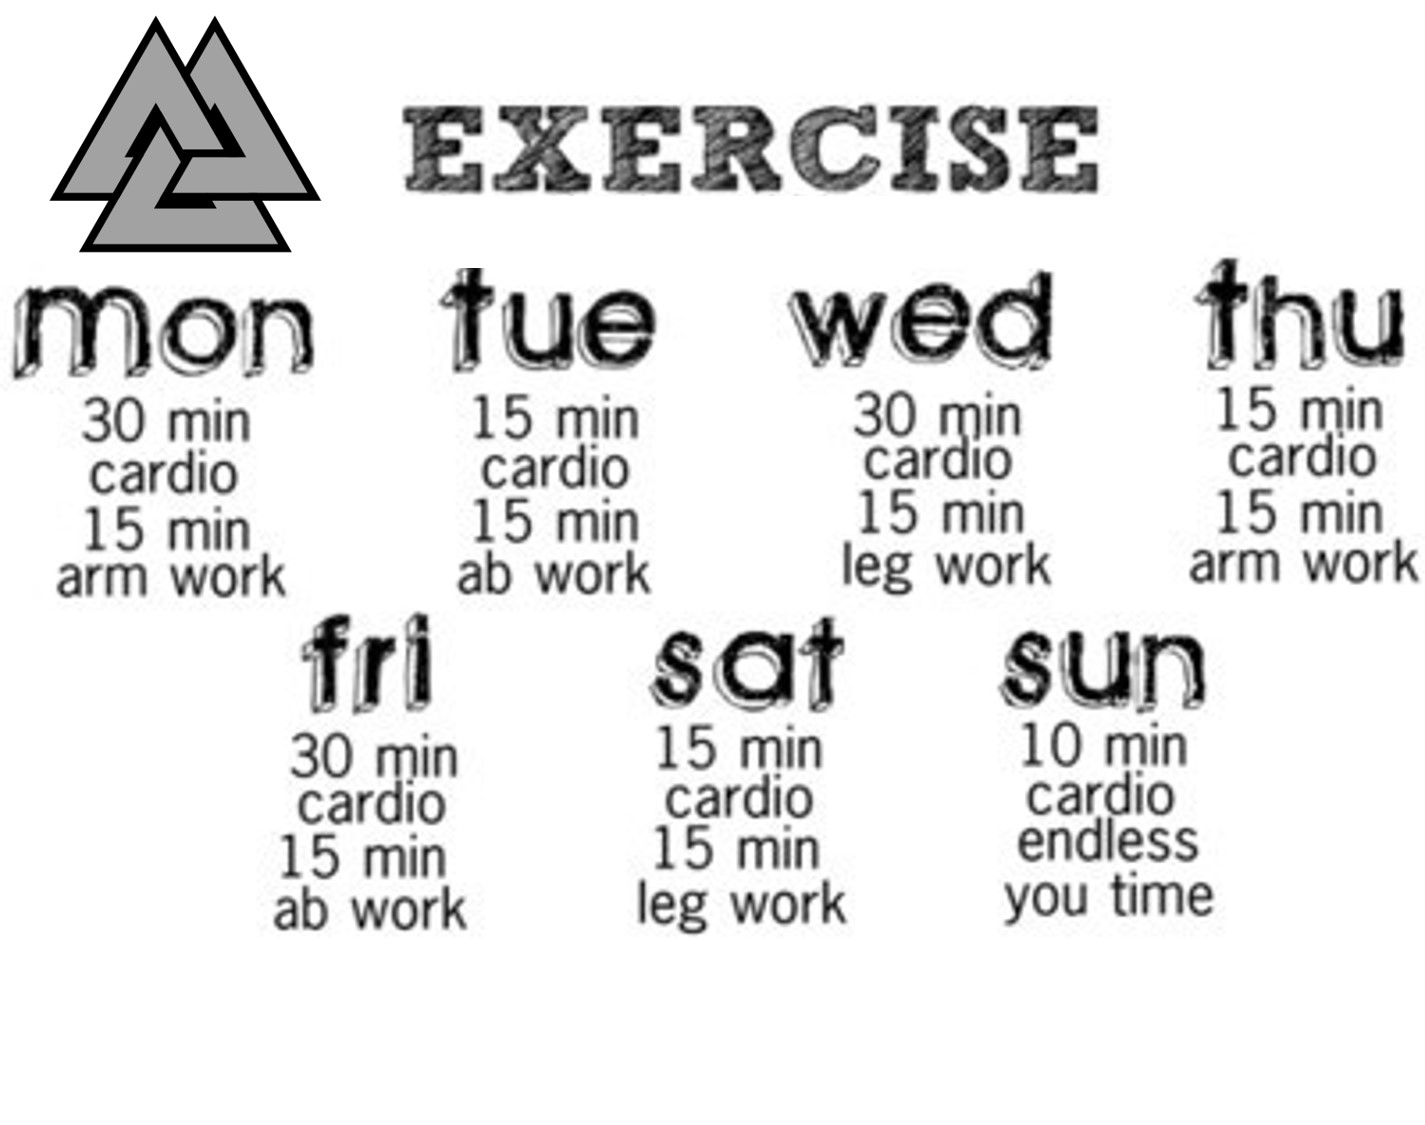 EXERCISE
mon
30 min
cardio
15 min
arm work
tue
15 min
cardio
15 min
ab work
wed
30 min
cardio
15 min
leg work
thu
15 min
cardio
15 min
arm work
fri
30 min
cardio
15 min
ab work
sat
15 min
cardio
15 min
leg work
sun
10 min
cardio
endless
you time